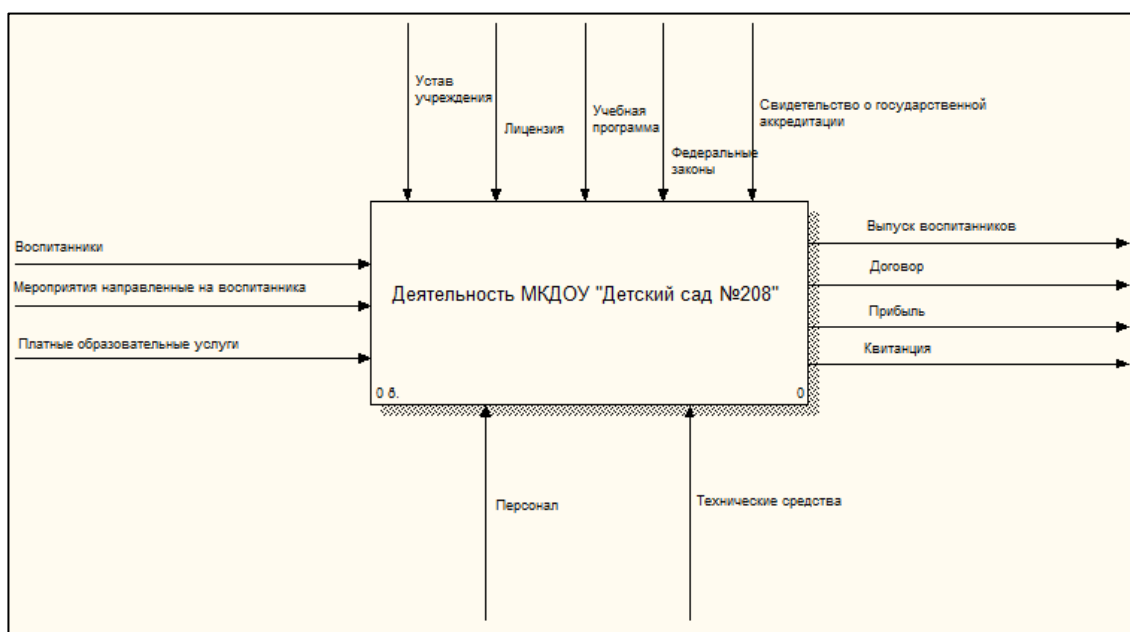 Устав
учреждения
Лицензия
Учебная
программа
Федеральные
законы
Свидетельство о государственной
аккредитации
Воспитанники
Мероприятия направленные на воспитанника
Платные образовательные услуги
Деятельность МКДОУ "Детский сад №208"
0 б.
0
Выпуск воспитанников
Договор
Прибыль
Квитанция
Персонал
Технические средства